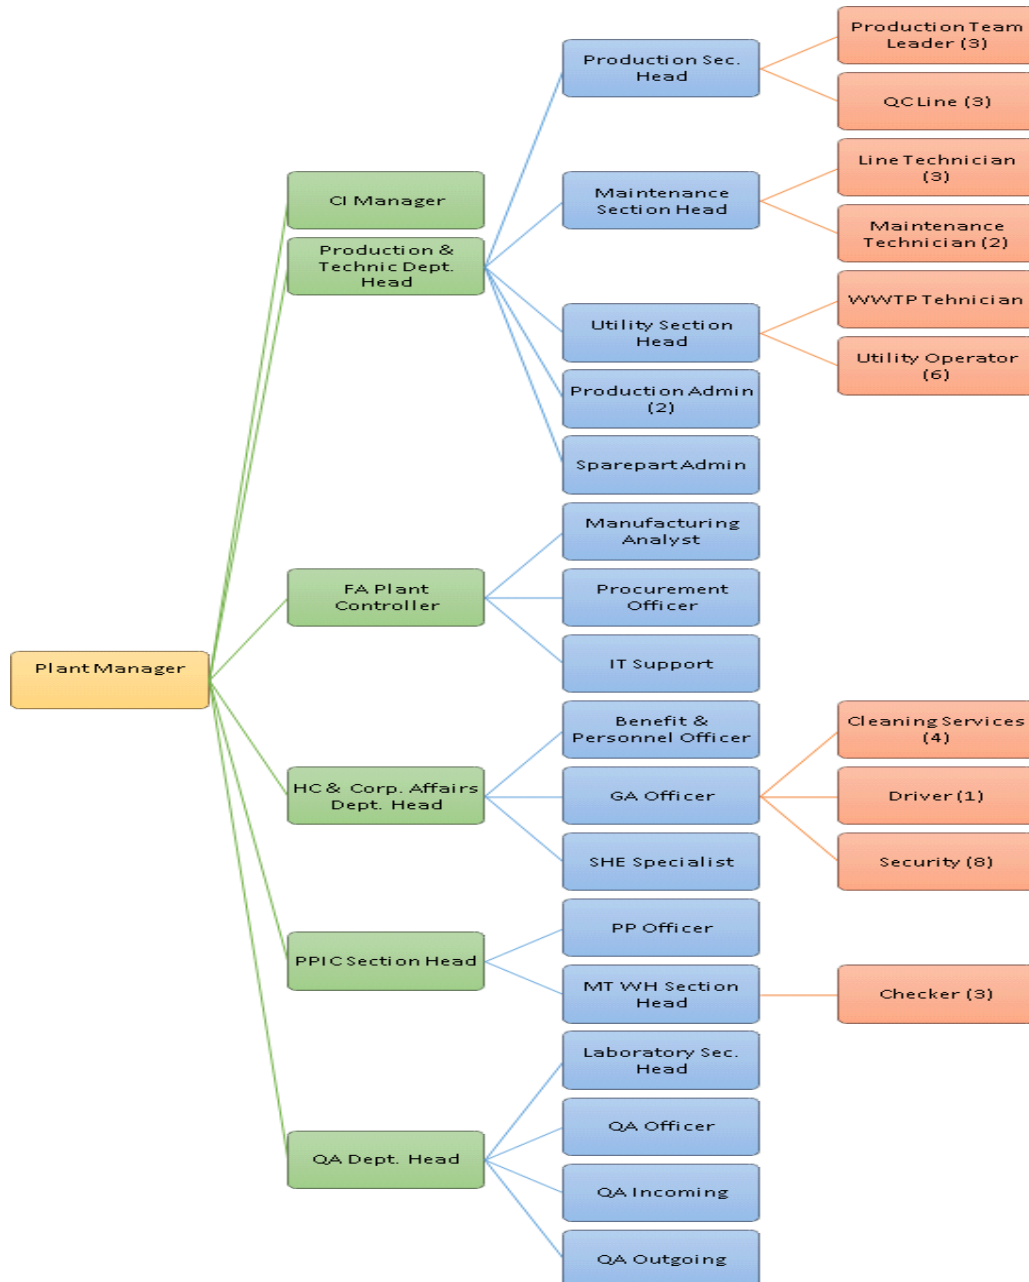 Production Team
Leader (3)
Production Sec.
Head
QC Line (3)
Line Technician
(3)
CI Manager
Maintenance
Section Head
Maintenance
Technician (2)
Production &
Technic Dept.
Head
WWTP Tehnician
Utility Section
Head
Utility Operator
(6)
Production Admin
(2)
Sparepart Admin
Manufacturing
Analyst
FA Plant
Controller
Procurement
Officer
IT Support
Plant Manager
Benefit &
Personnel Officer
Cleaning Services
(4)
HC & Corp. Affairs
Dept. Head
GA Officer
Driver (1)
SHE Specialist
Security (8)
PP Officer
PPIC Section Head
MT WH Section
Head
Checker (3)
Laboratory Sec.
Head
QA Officer
QA Dept. Head
QA Incoming
QA Outgoing